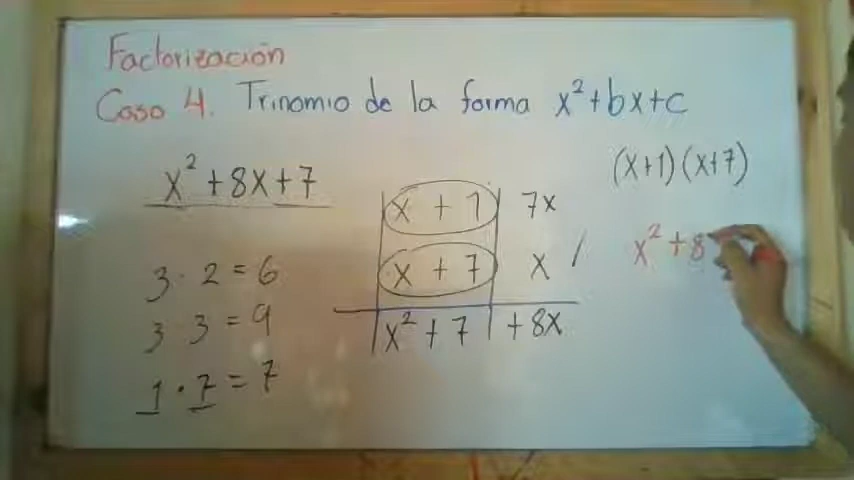 Factorización
Caso 4. Trinomio de la forma x²+bx+c
x²+8x+7
3·2=6
3·3=9
1·7=7
x + 1 7x
x + 7 x /
x² + 7 +8x
(x+1)(x+7)
x²+8